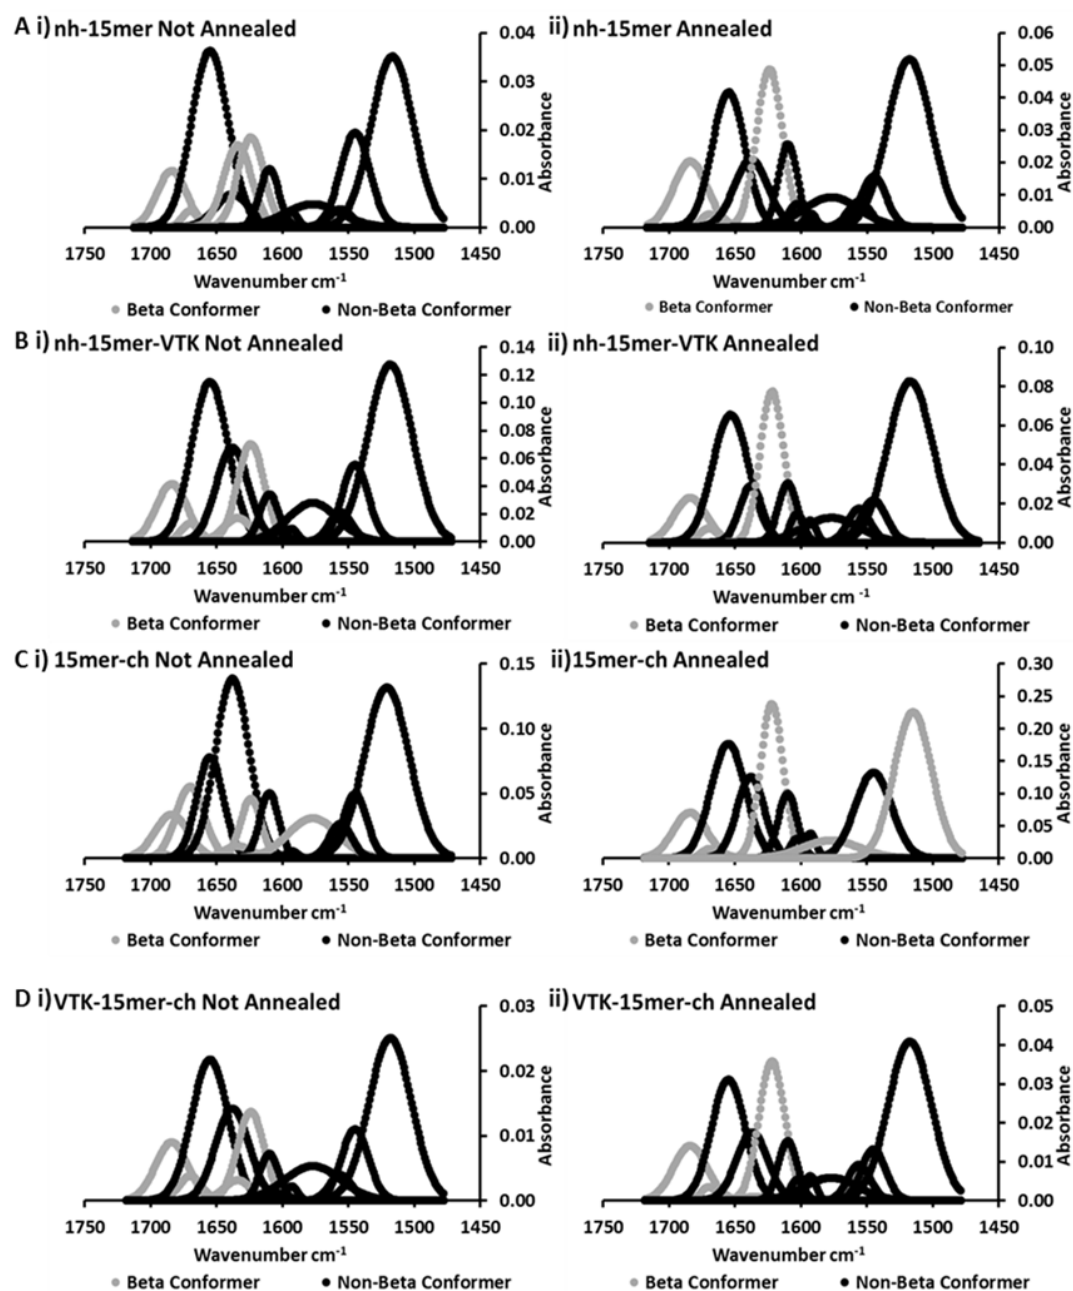 A i) nh-15mer Not Annealed
0.04
0.03
0.02
0.01
0.00
Absorbance
1750 1700 1650 1600 1550 1500 1450
Wavenumber cm-1
Beta Conformer Non-Beta Conformer
ii) nh-15mer Annealed
0.06
0.05
0.04
0.03
0.02
0.01
0.00
Absorbance
1750 1700 1650 1600 1550 1500 1450
Wavenumber cm-1
Beta Conformer Non-Beta Conformer
B i) nh-15mer-VTK Not Annealed
0.14
0.12
0.10
0.08
0.06
0.04
0.02
0.00
Absorbance
1750 1700 1650 1600 1550 1500 1450
Wavenumber cm-1
Beta Conformer Non-Beta Conformer
ii) nh-15mer-VTK Annealed
0.10
0.08
0.06
0.04
0.02
0.00
Absorbance
1750 1700 1650 1600 1550 1500 1450
Wavenumber cm -1
Beta Conformer Non-Beta Conformer
C i) 15mer-ch Not Annealed
0.15
0.10
0.05
0.00
Absorbance
1750 1700 1650 1600 1550 1500 1450
Wavenumber cm-1
Beta Conformer Non-Beta Conformer
ii) 15mer-ch Annealed
0.30
0.25
0.20
0.15
0.10
0.05
0.00
Absorbance
1750 1700 1650 1600 1550 1500 1450
Wavenumber cm-1
Beta Conformer Non-Beta Conformer
D i) VTK-15mer-ch Not Annealed
0.03
0.02
0.01
0.00
Absorbance
1750 1700 1650 1600 1550 1500 1450
Wavenumber cm-1
Beta Conformer Non-Beta Conformer
ii) VTK-15mer-ch Annealed
0.05
0.04
0.03
0.02
0.01
0.00
Absorbance
1750 1700 1650 1600 1550 1500 1450
Wavenumber cm-1
Beta Conformer Non-Beta Conformer